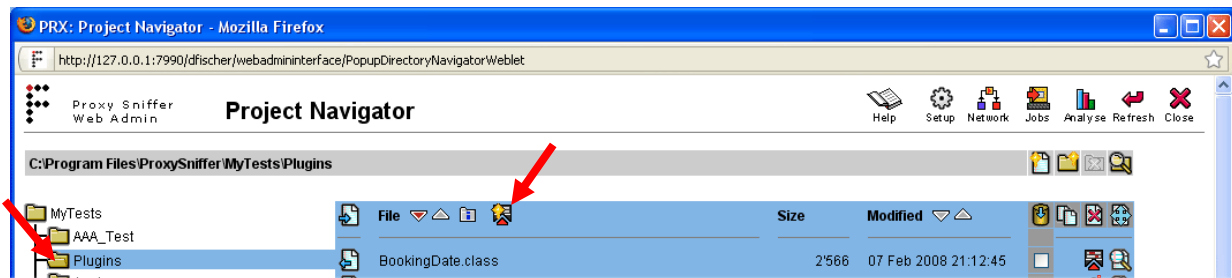 PRX: Project Navigator - Mozilla Firefox
http://127.0.0.1:7990/dfischer/webadmininterface/PopupDirectoryNavigatorWeblet
Proxy Sniffer
Web Admin
Project Navigator
Help Setup Network Jobs Analyse Refresh Close
C:\Program Files\ProxySniffer\MyTests\Plugins
MyTests File Size Modified
AAA_Test
Plugins BookingDate.class 2'566 07 Feb 2008 21:12:45